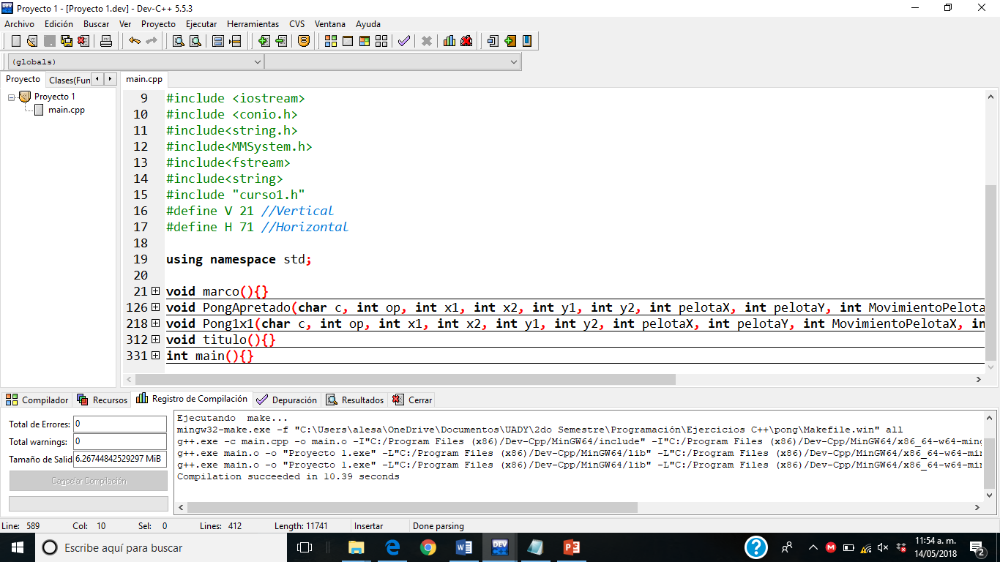 Proyecto 1 - [Proyecto 1.dev] - Dev-C++ 5.5.3
Archivo Edición Buscar Ver Proyecto Ejecutar Herramientas CVS Ventana Ayuda
(globals)
Proyecto Clases(Fun
main.cpp
Proyecto 1
main.cpp
9 #include <iostream>
10 #include <conio.h>
11 #include<string.h>
12 #include<MMSystem.h>
13 #include<fstream>
14 #include<string>
15 #include "curso1.h"
16 #define V 21 //Vertical
17 #define H 71 //Horizontal
18
19 using namespace std;
20
21 void marco(){}
126 void PongApretado(char c, int op, int x1, int x2, int y1, int y2, int pelotaX, int pelotaY, int MovimientoPelota
218 void Pong1x1(char c, int op, int x1, int x2, int y1, int y2, int pelotaX, int pelotaY, int MovimientoPelotaX, in
312 void titulo(){}
331 int main(){}
Compilador Recursos Registro de Compilación Depuración Resultados Cerrar
Total de Errores: 0
Total warnings: 0
Tamaño de Salid 6.26744842529297 MiB
Cancelar Compilación
Ejecutando make...
mingw32-make.exe -f "C:\Users\alesa\OneDrive\Documentos\UADY\2do Semestre\Programación\Ejercicios C++\pong\Makefile.win" all
g++.exe -c main.cpp -o main.o -I"C:/Program Files (x86)/Dev-Cpp/MinGW64/include" -I"C:/Program Files (x86)/Dev-Cpp/MinGW64/x86_64-w64-ming
g++.exe main.o -o "Proyecto 1.exe" -L"C:/Program Files (x86)/Dev-Cpp/MinGW64/lib" -L"C:/Program Files (x86)/Dev-Cpp/MinGW64/x86_64-w64-min
g++.exe main.o -o "Proyecto 1.exe" -L"C:/Program Files (x86)/Dev-Cpp/MinGW64/lib" -L"C:/Program Files (x86)/Dev-Cpp/MinGW64/x86_64-w64-min
Compilation succeeded in 10.39 seconds
Line: 589 Col: 10 Sel: 0 Lines: 412 Length: 11741 Insertar Done parsing
Escribe aquí para buscar
DEV
11:54 a. m.
14/05/2018
2